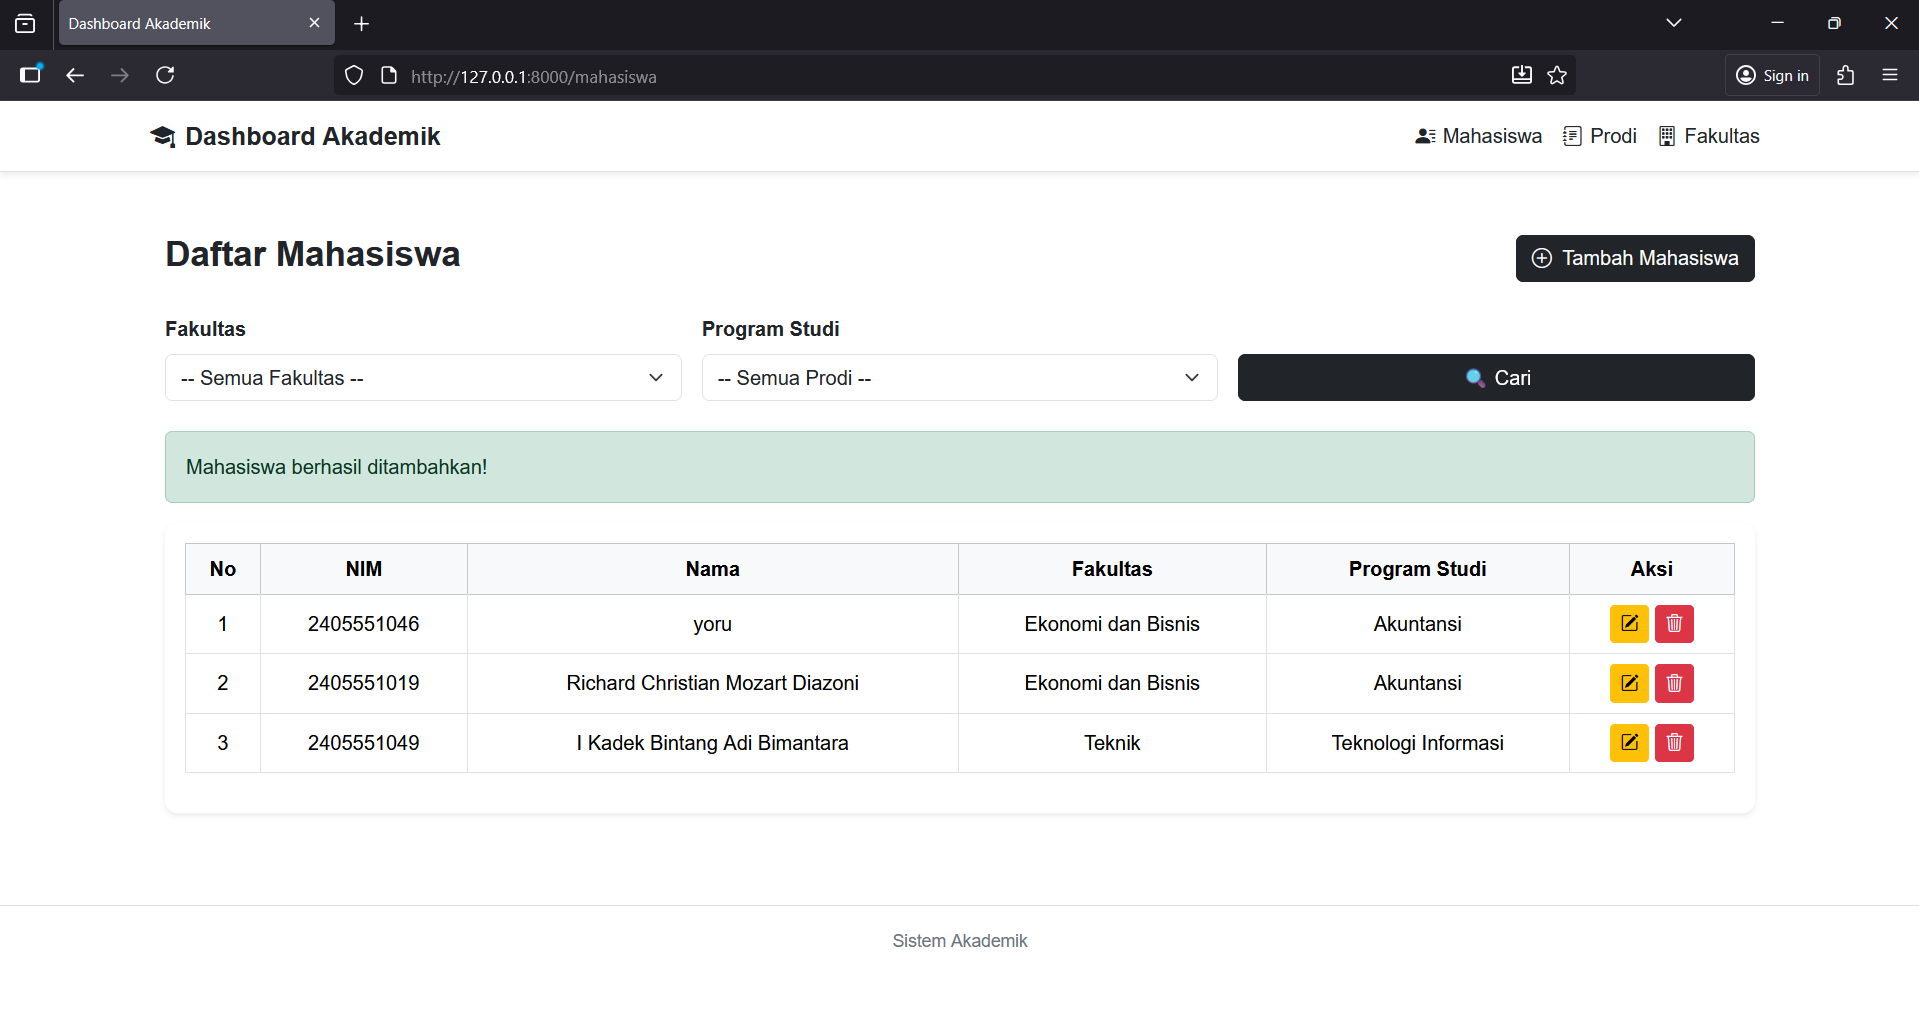 Dashboard Akademik
http://127.0.0.1:8000/mahasiswa
Sign in
Dashboard Akademik
Mahasiswa Prodi Fakultas
Daftar Mahasiswa
Tambah Mahasiswa
Fakultas Program Studi
-- Semua Fakultas -- -- Semua Prodi -- Cari
Mahasiswa berhasil ditambahkan!
No NIM Nama Fakultas Program Studi Aksi
1 2405551046 yoru Ekonomi dan Bisnis Akuntansi
2 2405551019 Richard Christian Mozart Diazoni Ekonomi dan Bisnis Akuntansi
3 2405551049 I Kadek Bintang Adi Bimantara Teknik Teknologi Informasi
Sistem Akademik